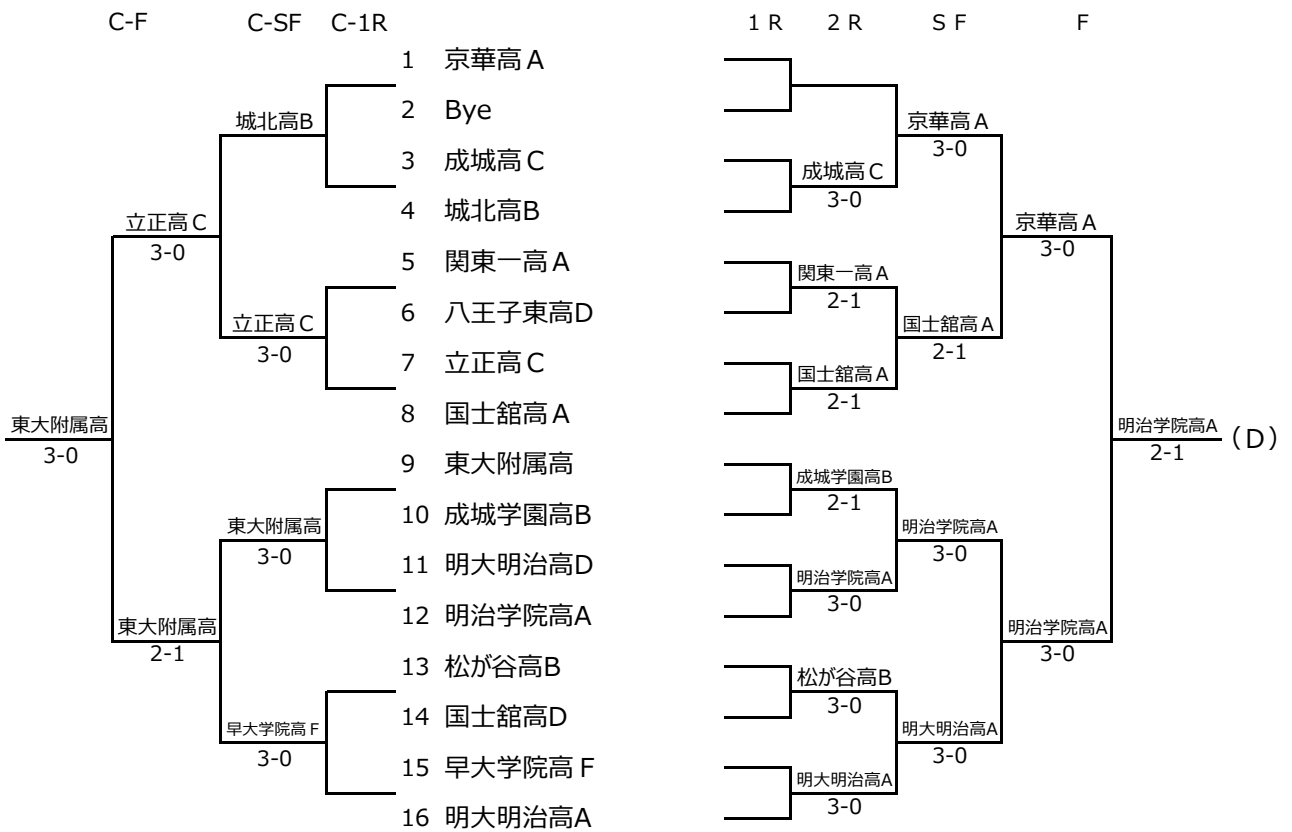 C-F C-SF C-1R 1 R 2 R S F F
1 京華高A
2 Bye
城北高B 京華高A
3-0
3 成城高C 成城高C
3-0
4 城北高B
立正高C 京華高A
3-0 3-0
5 関東一高A 関東一高A
2-1
6 八王子東高D
立正高C 国士舘高A
3-0 2-1
7 立正高C 国士舘高A
2-1
8 国士舘高A
東大附属高 明治学院高A (D)
3-0 2-1
9 東大附属高 成城学園高B
2-1
10 成城学園高B
東大附属高 明治学院高A
3-0 3-0
11 明大明治高D 明治学院高A
3-0
12 明治学院高A
東大附属高 明治学院高A
2-1 3-0
13 松が谷高B 松が谷高B
3-0
14 国士舘高D
早大学院高F 明大明治高A
3-0 3-0
15 早大学院高F 明大明治高A
3-0
16 明大明治高A